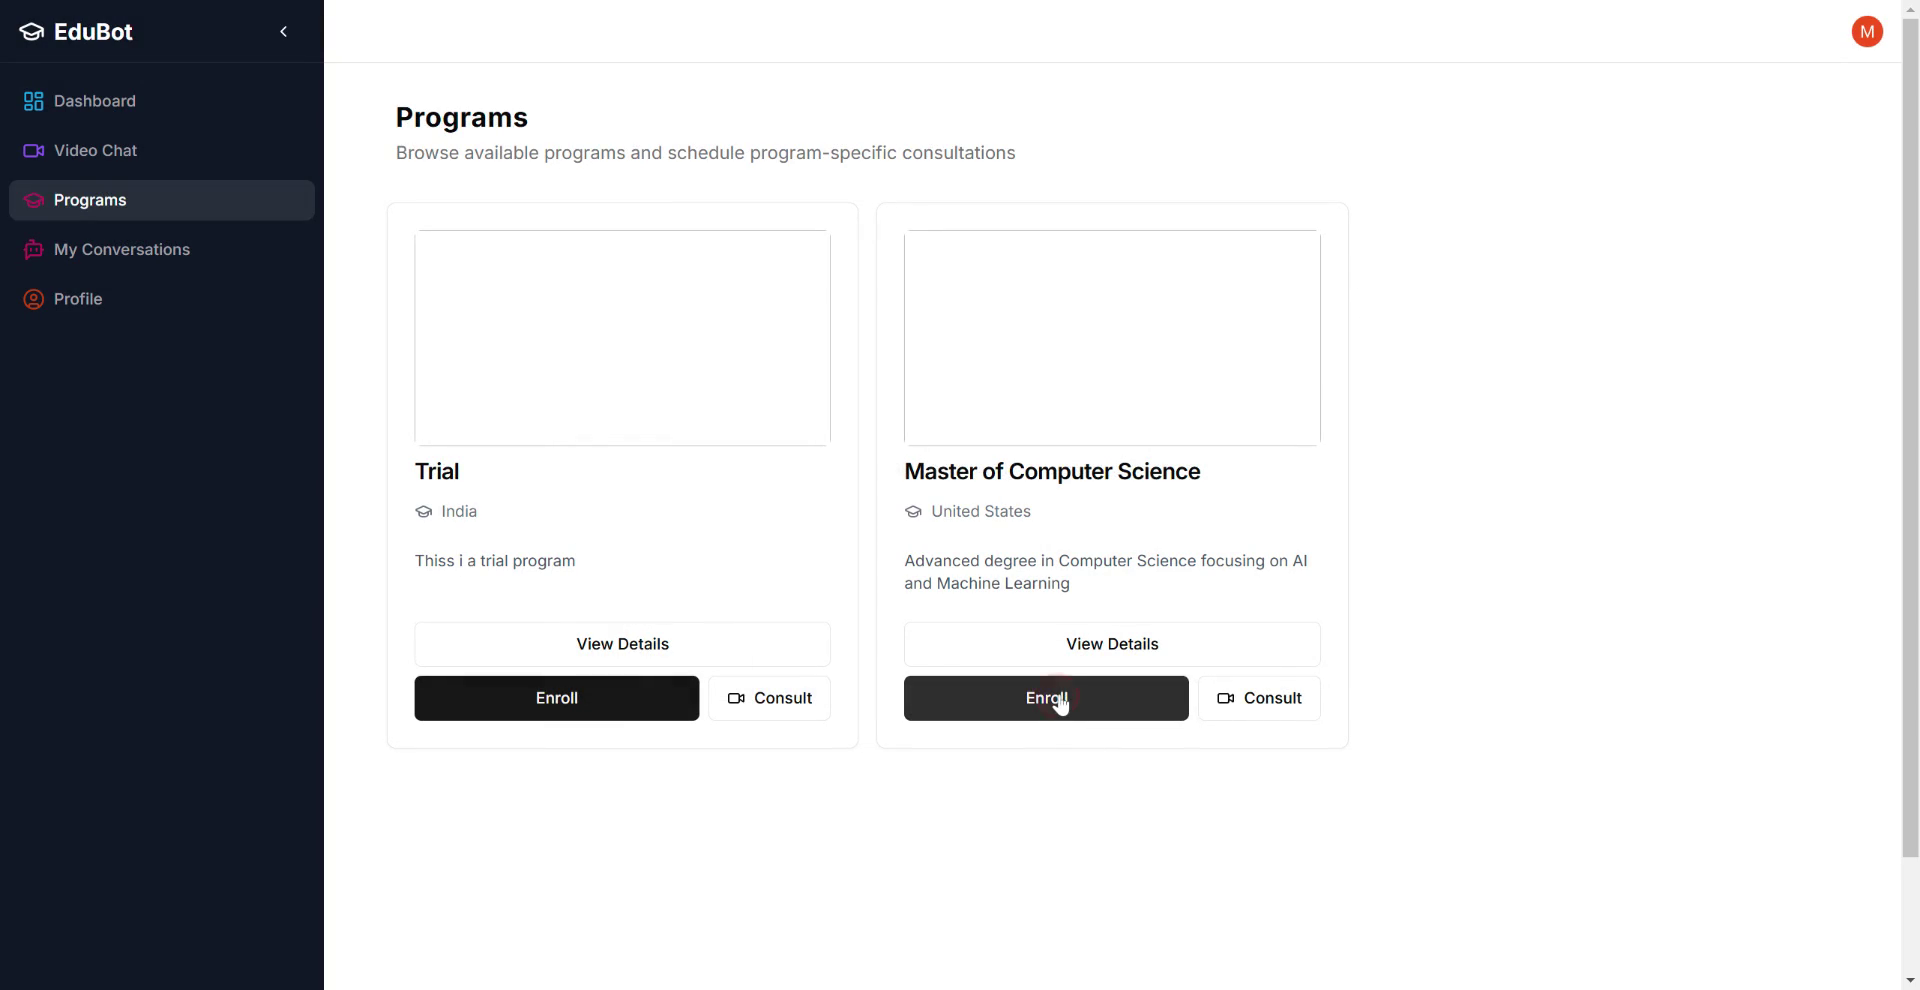 EduBot
M
Dashboard
Video Chat
Programs
My Conversations
Profile
Programs
Browse available programs and schedule program-specific consultations
Trial
India
Thiss i a trial program
View Details
Enroll
Consult
Master of Computer Science
United States
Advanced degree in Computer Science focusing on AI
and Machine Learning
View Details
Enroll
Consult